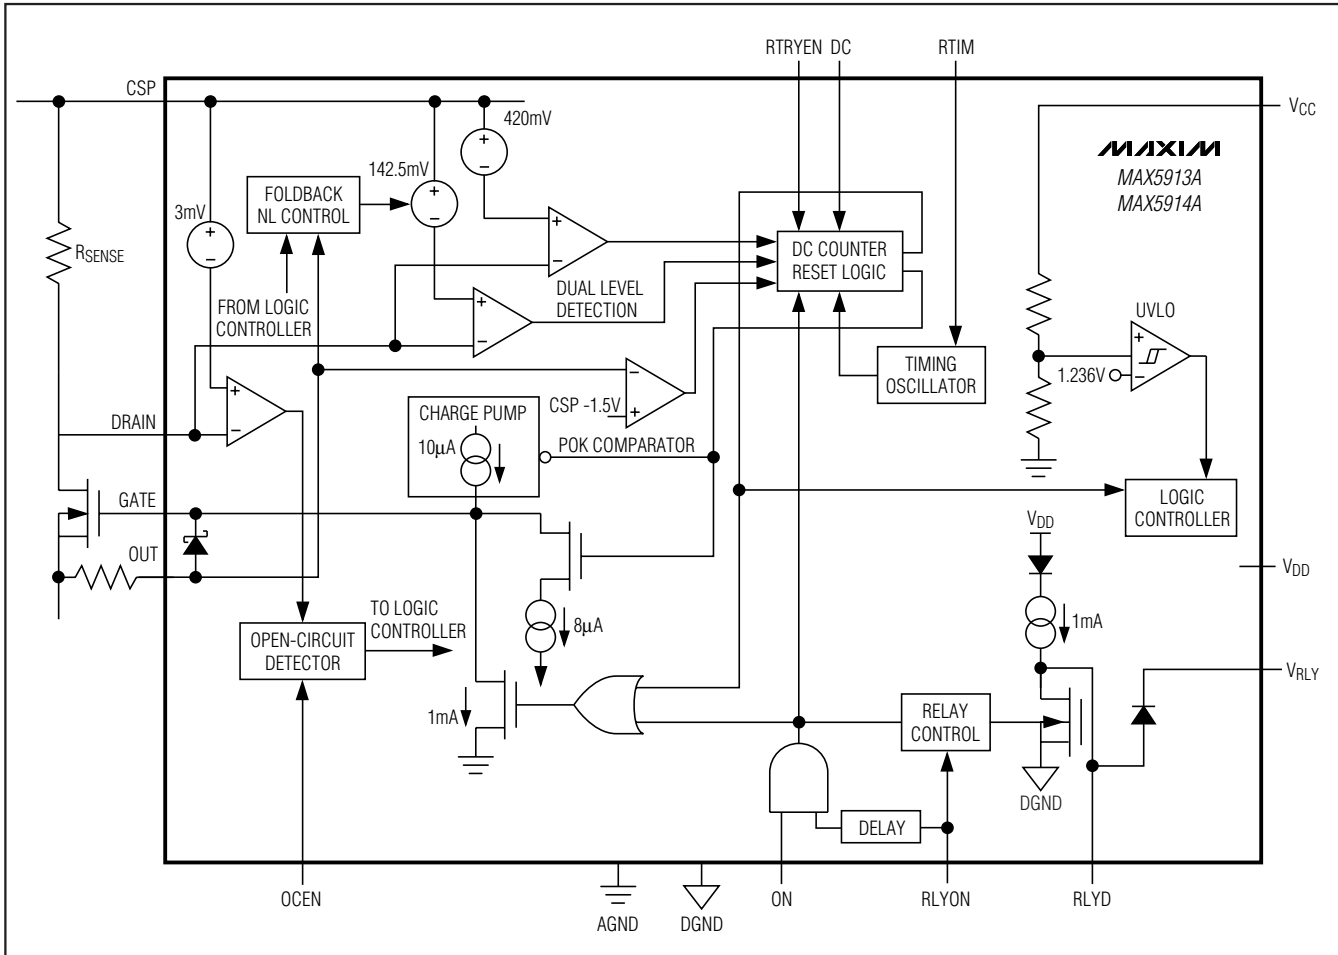 RTRYEN DC RTIM
CSP
VCC
420mV
MAXIM
MAX5913A
MAX5914A
142.5mV
FOLDBACK
NL CONTROL
3mV
+
−
+
−
+
−
RSENSE
+
−
DC COUNTER
RESET LOGIC
DUAL LEVEL
DETECTION
FROM LOGIC
CONTROLLER
+
−
UVLO
+
−
1.236V
TIMING
OSCILLATOR
−
+
CSP -1.5V
+
−
DRAIN
CHARGE PUMP
10µA
POK COMPARATOR
GATE
LOGIC
CONTROLLER
VDD
OUT
VDD
TO LOGIC
CONTROLLER
8µA
1mA
OPEN-CIRCUIT
DETECTOR
VRLY
1mA
RELAY
CONTROL
DGND
DELAY
OCEN
AGND
DGND
ON
RLYON
RLYD